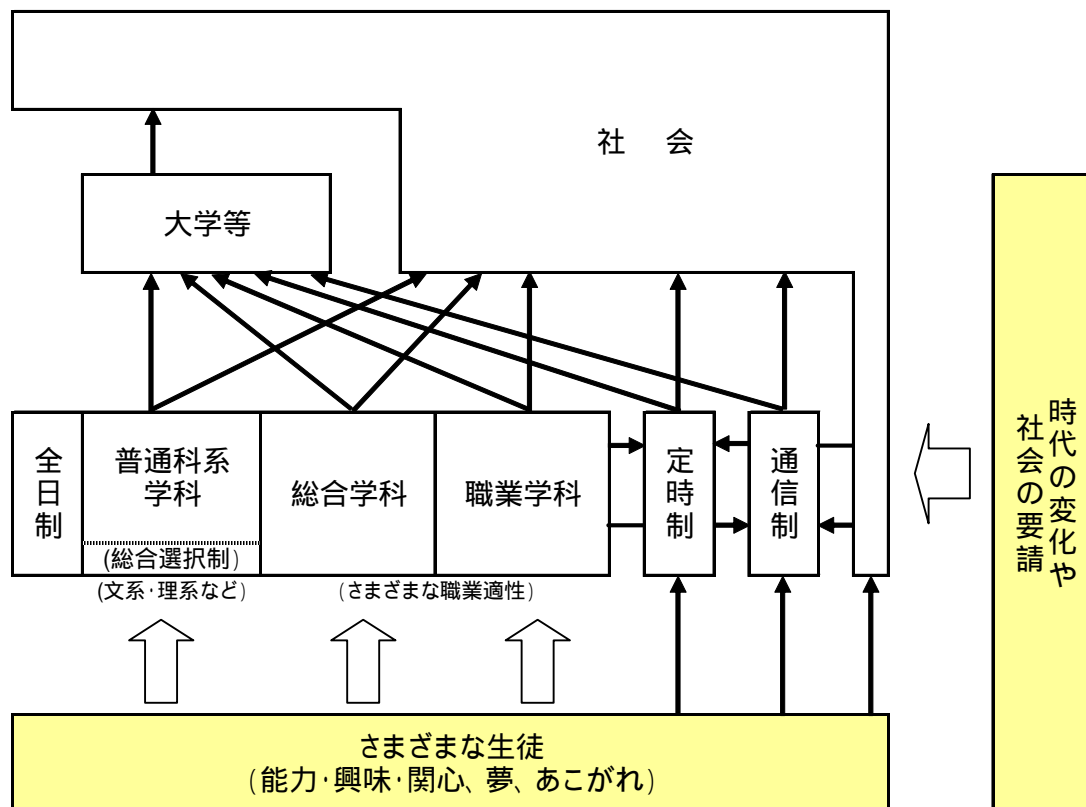 社　会
大学等
全日制
普通科系
学科
(総合選択制)
総合学科
職業学科
定時制
通信制
(文系・理系など)
(さまざまな職業適性)
時代の変化や
社会の要請
さまざまな生徒
(能力・興味・関心、夢、あこがれ)